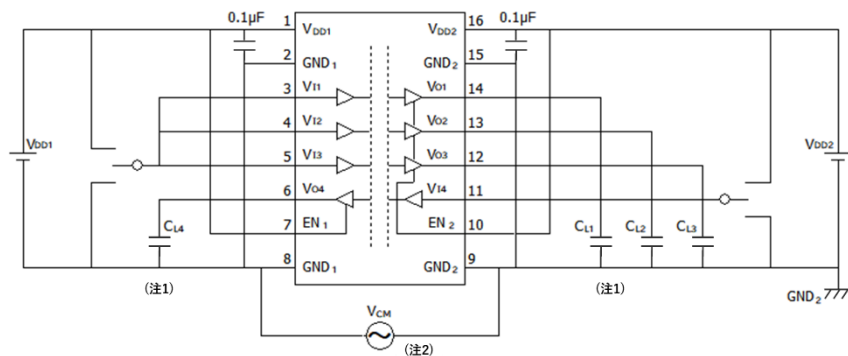 0.1μF 1 VDD1 VDD2 16 0.1μF
2 GND1 GND2 15
3 VI1 VO1 14
4 VI2 VO2 13
VDD1 VDD2
5 VI3 VO3 12
6 VO4 VI4 11
CL4 7 EN1 EN2 10 CL1 CL2 CL3
8 GND1 GND2 9
(注1) (注1) GND2
VCM
(注2)